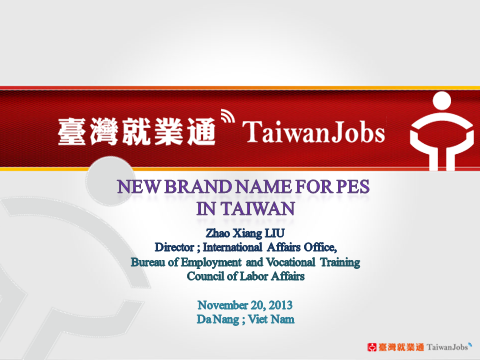 臺灣就業通 TaiwanJobs
NEW BRAND NAME FOR PES
IN TAIWAN
Zhao Xiang LIU
Director ; International Affairs Office,
Bureau of Employment and Vocational Training
Council of Labor Affairs
November 20, 2013
Da Nang ; Viet Nam
臺灣就業通 TaiwanJobs